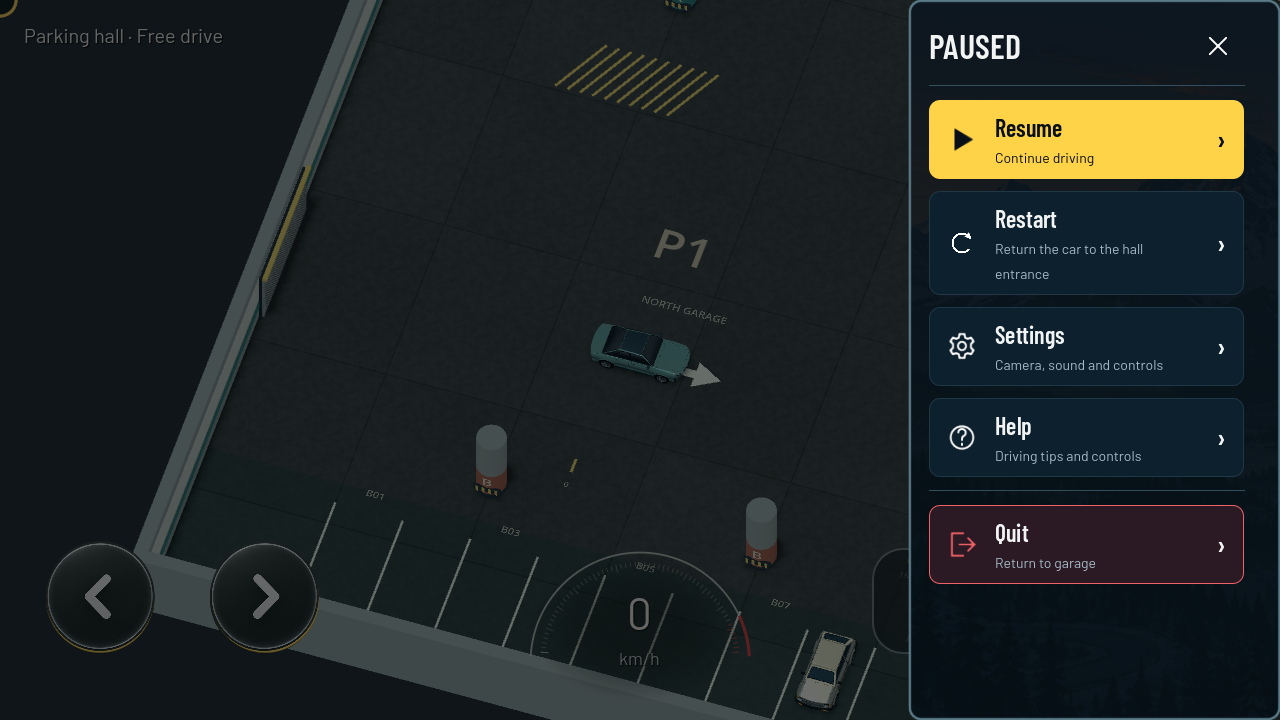 Parking hall · Free drive
P1
NORTH GARAGE
B
B
B01
B03
B05
B07
0
km/h
PAUSED
Resume
Continue driving
Restart
Return the car to the hall
entrance
Settings
Camera, sound and controls
Help
Driving tips and controls
Quit
Return to garage